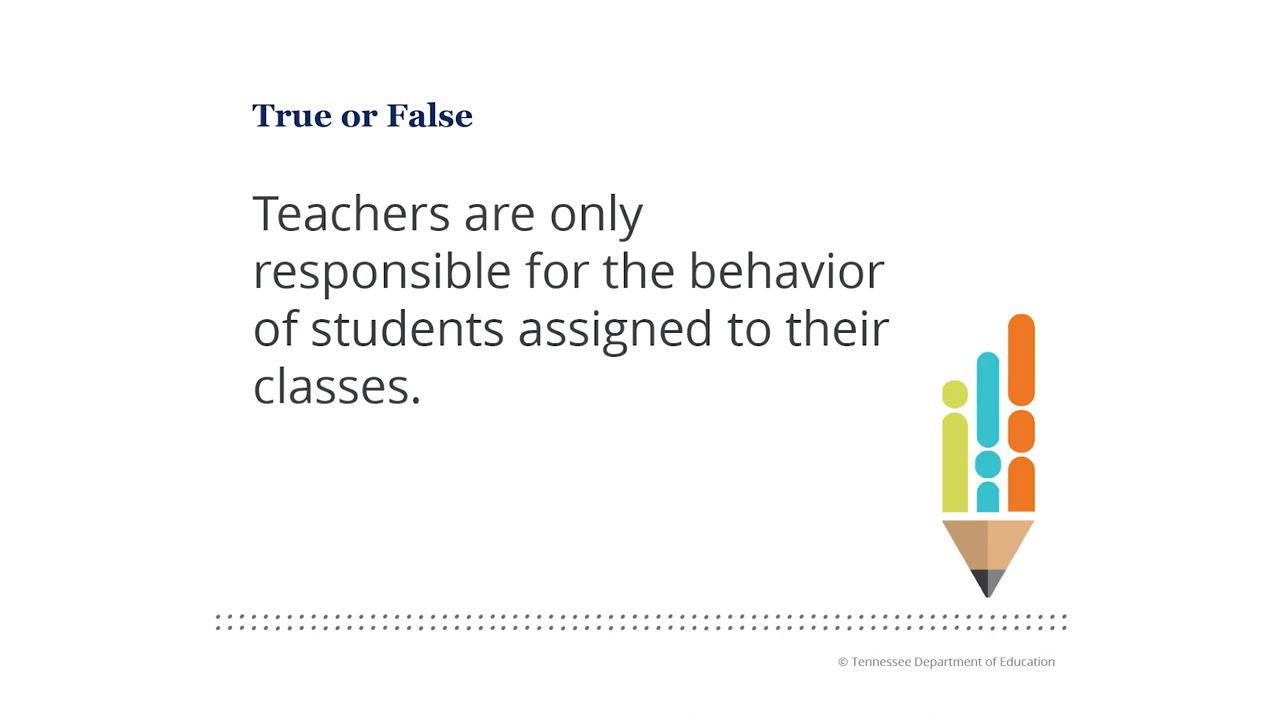 True or False
Teachers are only
responsible for the behavior
of students assigned to their
classes.
© Tennessee Department of Education